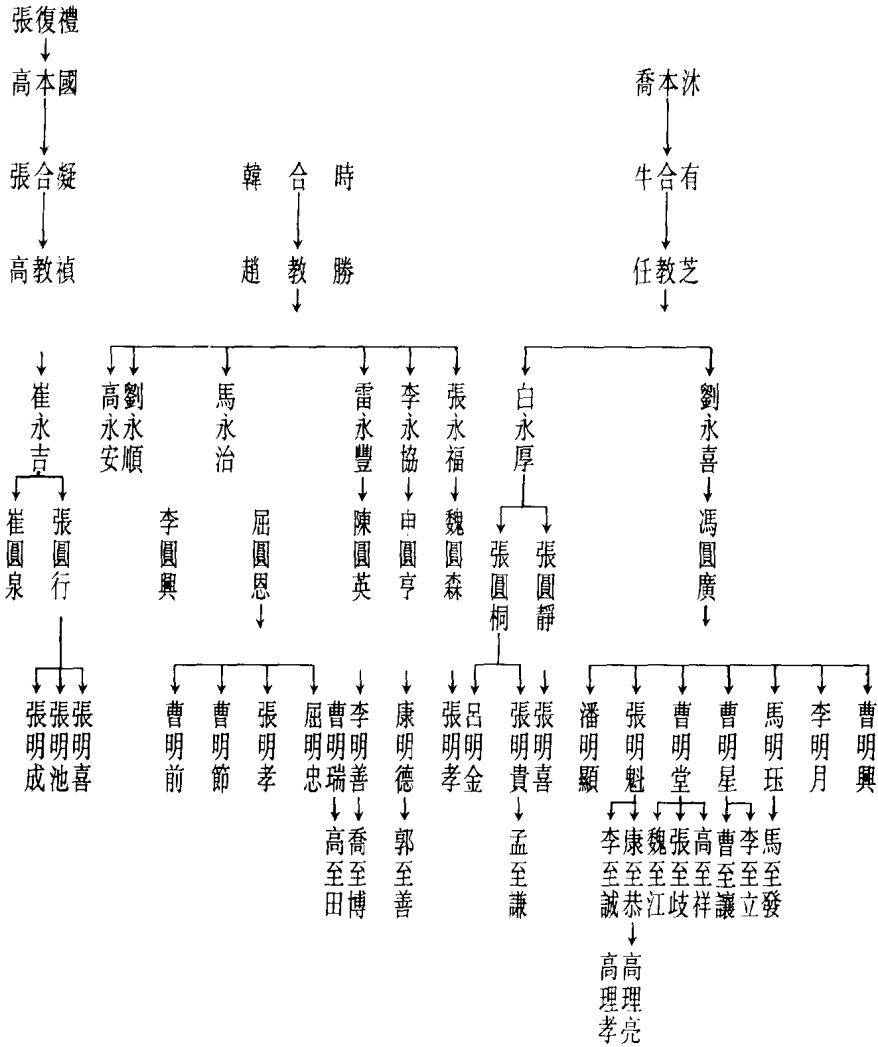 張復禮
高本國
喬本沐
張合凝
韓合時
牛合有
高教禎
趙教勝
任教芝
崔永吉
高永安
劉永順
馬永治
雷永豐
李永協
張永福
白永厚
劉永喜
崔圓泉
張圓行
李圓興
屈圓恩
陳圓英
申圓亨
魏圓森
張圓桐
張圓靜
馮圓廣
張明成
張明池
張明喜
曹明前
曹明節
張明孝
屈明忠
曹明瑞
李明善
康明德
張明孝
呂明金
張明貴
張明喜
潘明顯
張明魁
曹明堂
曹明星
馬明珏
李明月
曹明興
高至田
喬至博
郭至善
孟至謙
李至誠
康至恭
魏至江
張至歧
高至祥
曹至讓
李至立
馬至發
高理孝
高理亮